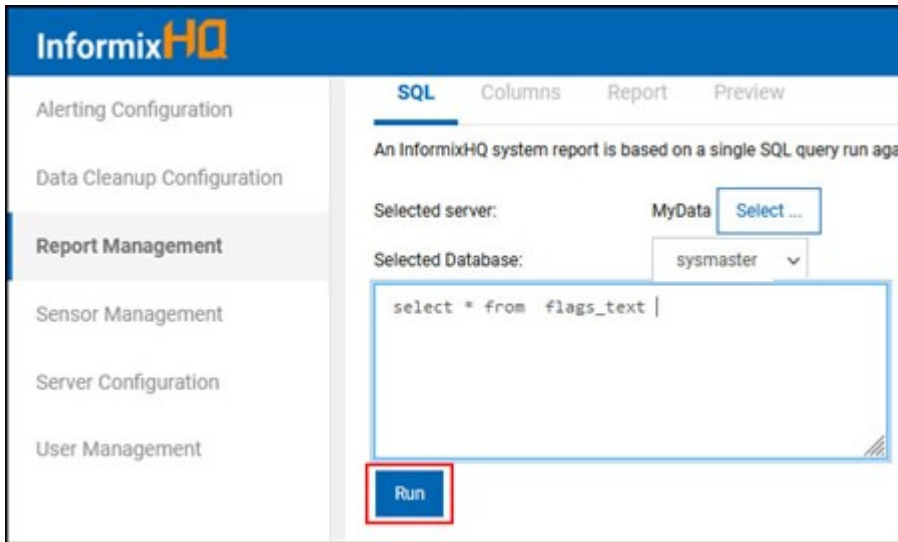 InformixHQ
Alerting Configuration
Data Cleanup Configuration
Report Management
Sensor Management
Server Configuration
User Management
SQL Columns Report Preview
An InformixHQ system report is based on a single SQL query run aga
Selected server: MyData Select ...
Selected Database: sysmaster
select * from flags_text
Run